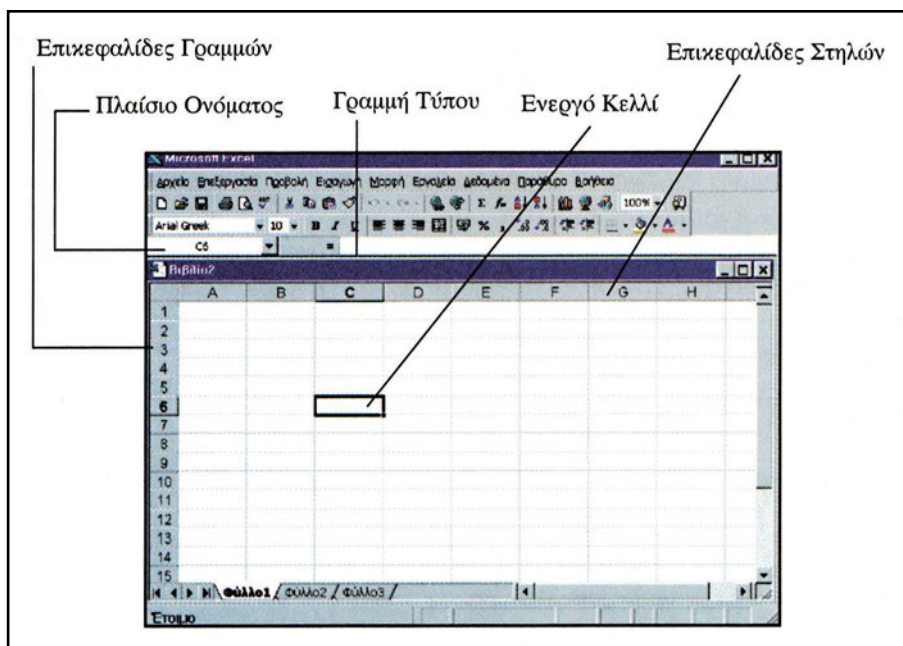 Επικεφαλίδες Γραμμών
Επικεφαλίδες Στηλών
Πλαίσιο Ονόματος
Γραμμή Τύπου
Ενεργό Κελλί
Microsoft Excel
Αρχείο Επεξεργασία Προβολή Εισαγωγή Μορφή Εργαλεία Δεδομένα Παράθυρο Βοήθεια
100%
Arial Greek 10 B I U % ,
C6 =
Βιβλίο2
A B C D E F G H
1
2
3
4
5
6
7
8
9
10
11
12
13
14
15
Φύλλο1 Φύλλο2 Φύλλο3
Έτοιμο